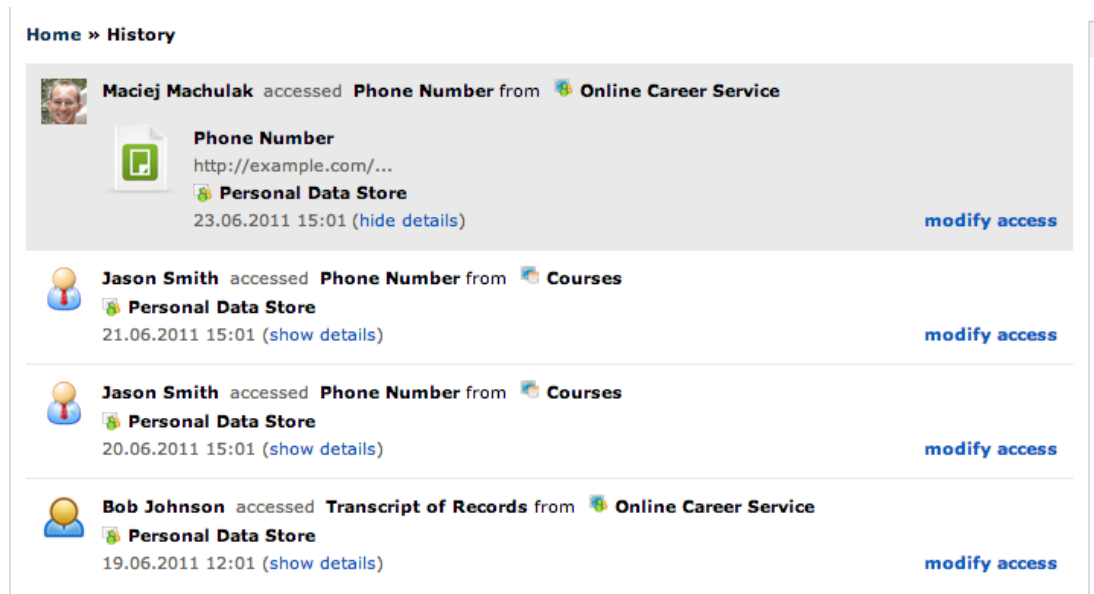 Home » History
Maciej Machulak accessed Phone Number from Online Career Service
Phone Number
http://example.com/...
Personal Data Store
23.06.2011 15:01 (hide details) modify access
Jason Smith accessed Phone Number from Courses
Personal Data Store
21.06.2011 15:01 (show details) modify access
Jason Smith accessed Phone Number from Courses
Personal Data Store
20.06.2011 15:01 (show details) modify access
Bob Johnson accessed Transcript of Records from Online Career Service
Personal Data Store
19.06.2011 12:01 (show details) modify access